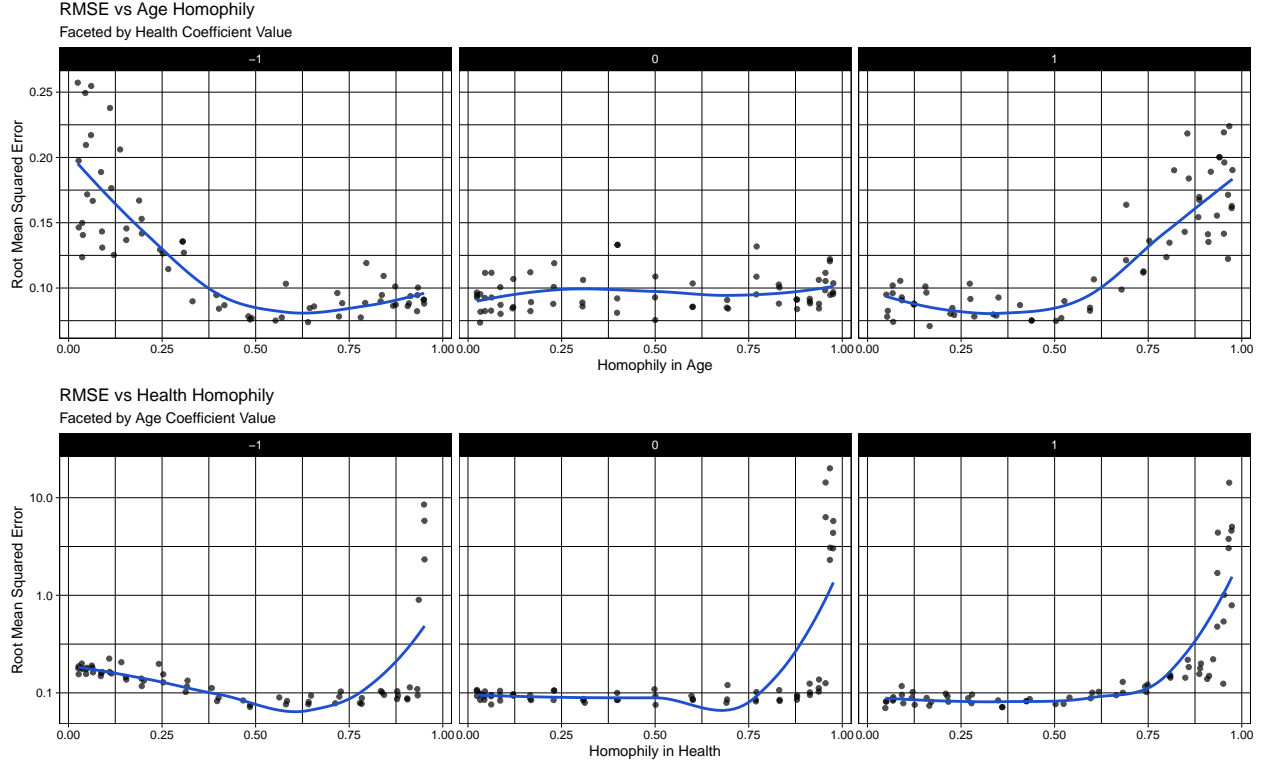 RMSE vs Age Homophily
Faceted by Health Coefficient Value
−1 0 1
Root Mean Squared Error
0.25
0.20
0.15
0.10
0.00 0.25 0.50 0.75 1.00 0.00 0.25 0.50 0.75 1.00 0.00 0.25 0.50 0.75 1.00
Homophily in Age
RMSE vs Health Homophily
Faceted by Age Coefficient Value
−1 0 1
Root Mean Squared Error
10.0
1.0
0.1
0.00 0.25 0.50 0.75 1.00 0.00 0.25 0.50 0.75 1.00 0.00 0.25 0.50 0.75 1.00
Homophily in Health